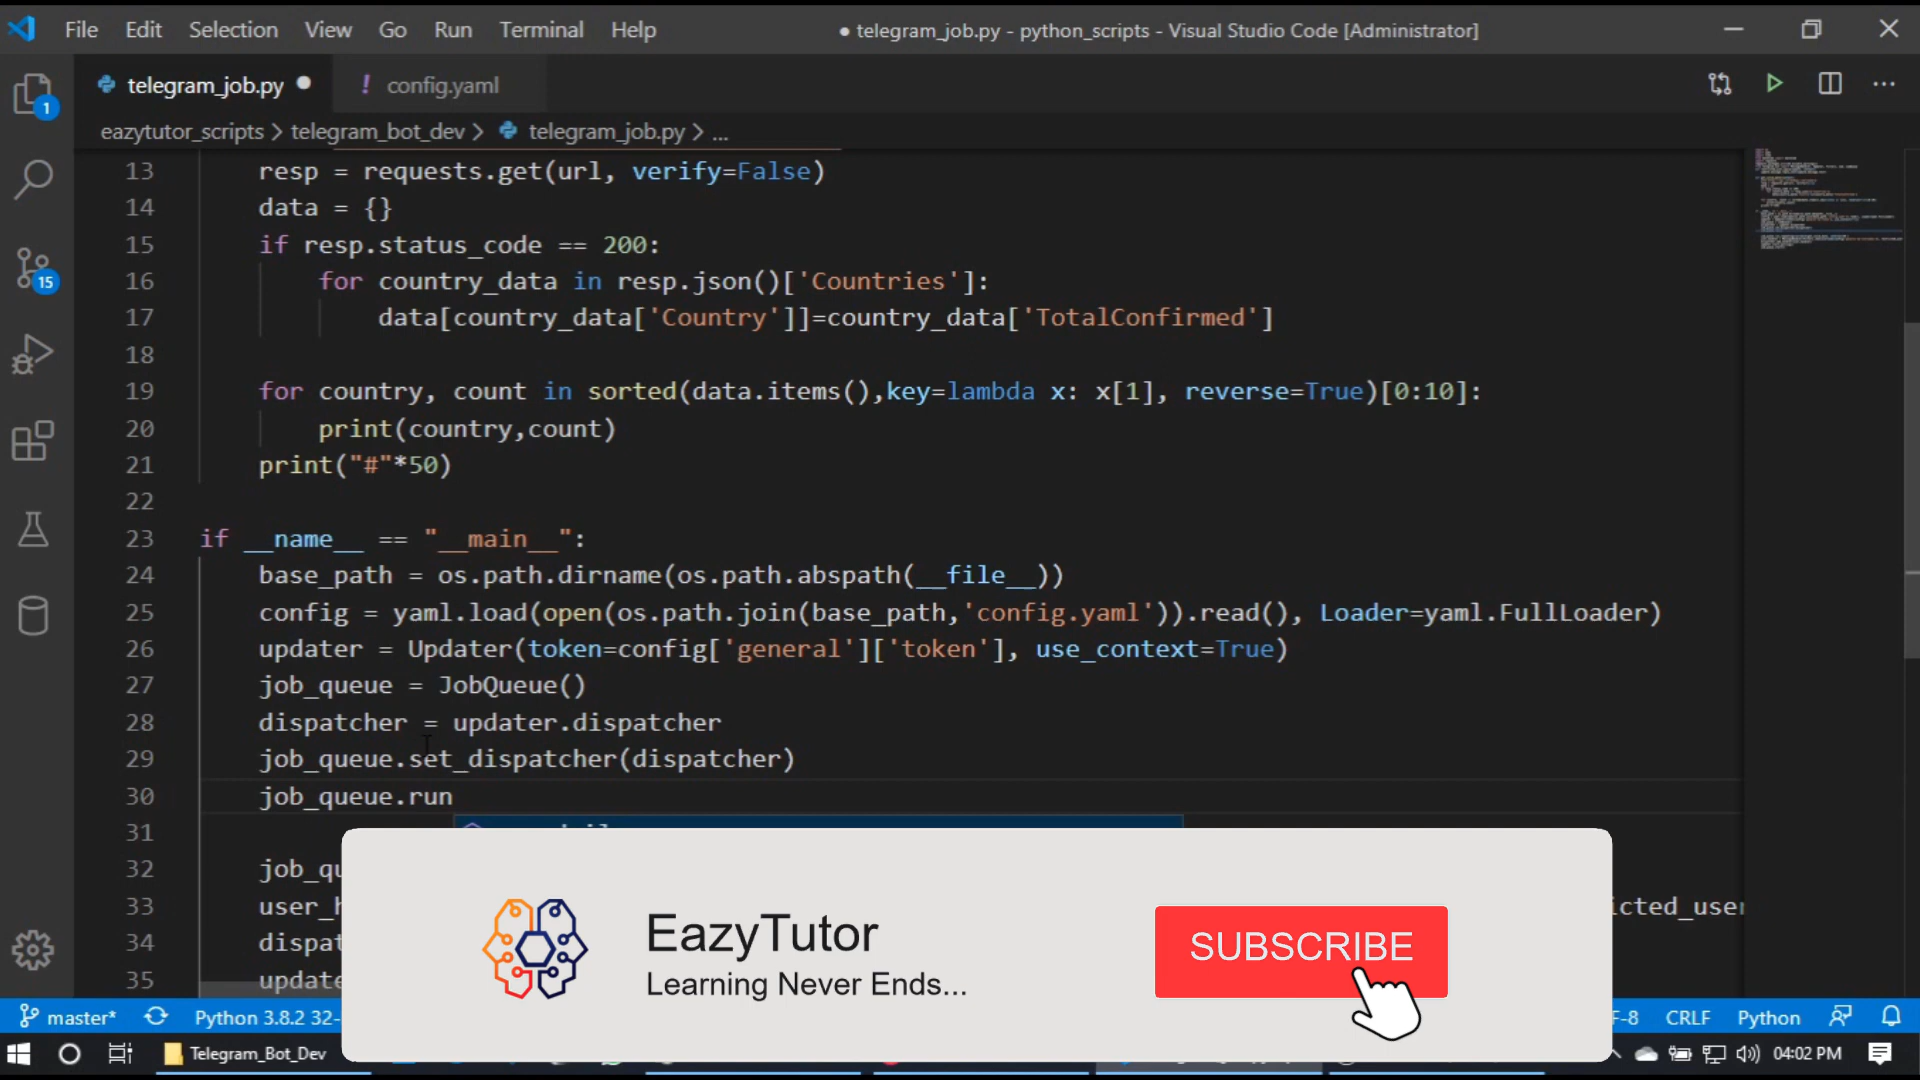 File Edit Selection View Go Run Terminal Help
● telegram_job.py - python_scripts - Visual Studio Code [Administrator]
telegram_job.py ●
! config.yaml
eazytutor_scripts > telegram_bot_dev > telegram_job.py > ...
1
15
13 resp = requests.get(url, verify=False)
14 data = {}
15 if resp.status_code == 200:
16 for country_data in resp.json()['Countries']:
17 data[country_data['Country']]=country_data['TotalConfirmed']
18
19 for country, count in sorted(data.items(),key=lambda x: x[1], reverse=True)[0:10]:
20 print(country,count)
21 print("#"*50)
22
23 if __name__ == "__main__":
24 base_path = os.path.dirname(os.path.abspath(__file__))
25 config = yaml.load(open(os.path.join(base_path,'config.yaml')).read(), Loader=yaml.FullLoader)
26 updater = Updater(token=config['general']['token'], use_context=True)
27 job_queue = JobQueue()
28 dispatcher = updater.dispatcher
29 job_queue.set_dispatcher(dispatcher)
30 job_queue.run
31
32 job_qu
33 user_h icted_user
34 dispat
35 update
EazyTutor
Learning Never Ends...
SUBSCRIBE
master* Python 3.8.2 32- F-8 CRLF Python
Telegram_Bot_Dev 04:02 PM